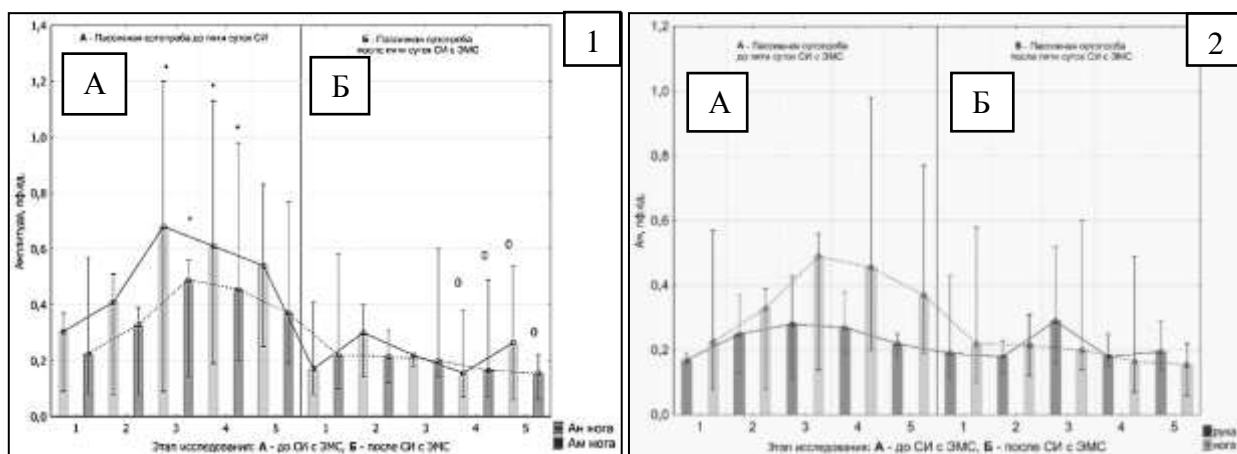 1,4
1,2
1,0
0,8
0,6
0,4
0,2
0,0
Амплитуда, пф.ед.
А - Пассивная ортопроба до пяти суток СИ
Б - Пассивная ортопроба
после пяти суток СИ с ЭМС
1
А
Б
1 2 3 4 5 1 2 3 4 5
Этап исследования: А - до СИ с ЭМС, Б - после СИ с ЭМС
Ан нога
Ам нога
1,2
1,0
0,8
0,6
0,4
0,2
0,0
Ан, пф.ед.
А - Пассивная ортопроба
до пяти суток СИ с ЭМС
Пассивная ортопроба
после пяти суток СИ с ЭМС
2
А
Б
1 2 3 4 5 1 2 3 4 5
Этап исследования: А - до СИ с ЭМС, Б - после СИ с ЭМС
рука
нога